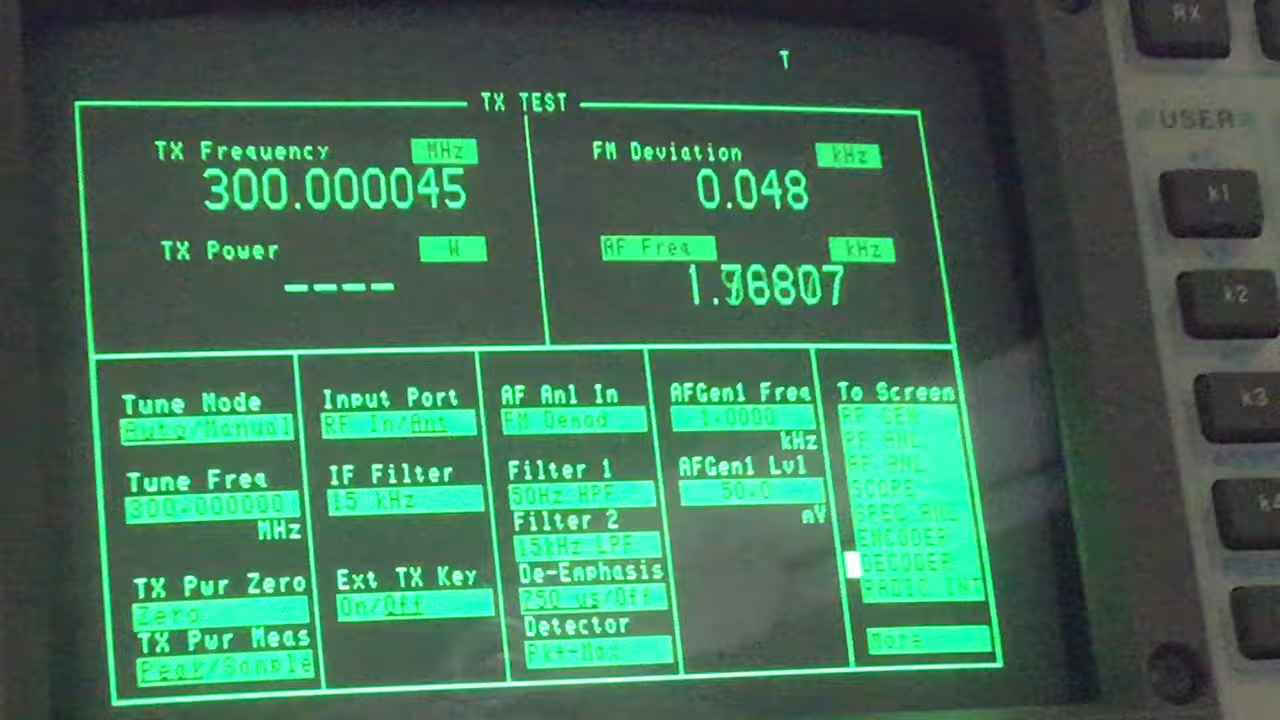 T
TX TEST
TX Frequency MHz
300.000045
TX Power W
----
FM Deviation kHz
0.048
AF Freq kHz
Tune Mode
Auto/Manual
Tune Freq
300.000000
MHz
TX Pwr Zero
Zero
TX Pwr Meas
Peak/Sample
Input Port
RF In/Ant
IF Filter
15 kHz
Ext TX Key
On/Off
AF Anl In
FM Demod
Filter 1
50Hz HPF
Filter 2
15kHz LPF
De-Emphasis
750 us/Off
Detector
Pk+-Max
AFGen1 Freq
1.0000
kHz
AFGen1 Lvl
50.0
mV
To Screen
RF GEN
RF ANL
AF ANL
SCOPE
SPEC ANL
ENCODER
DECODER
RADIO INT
More
RX
USER
k1
k2
k3